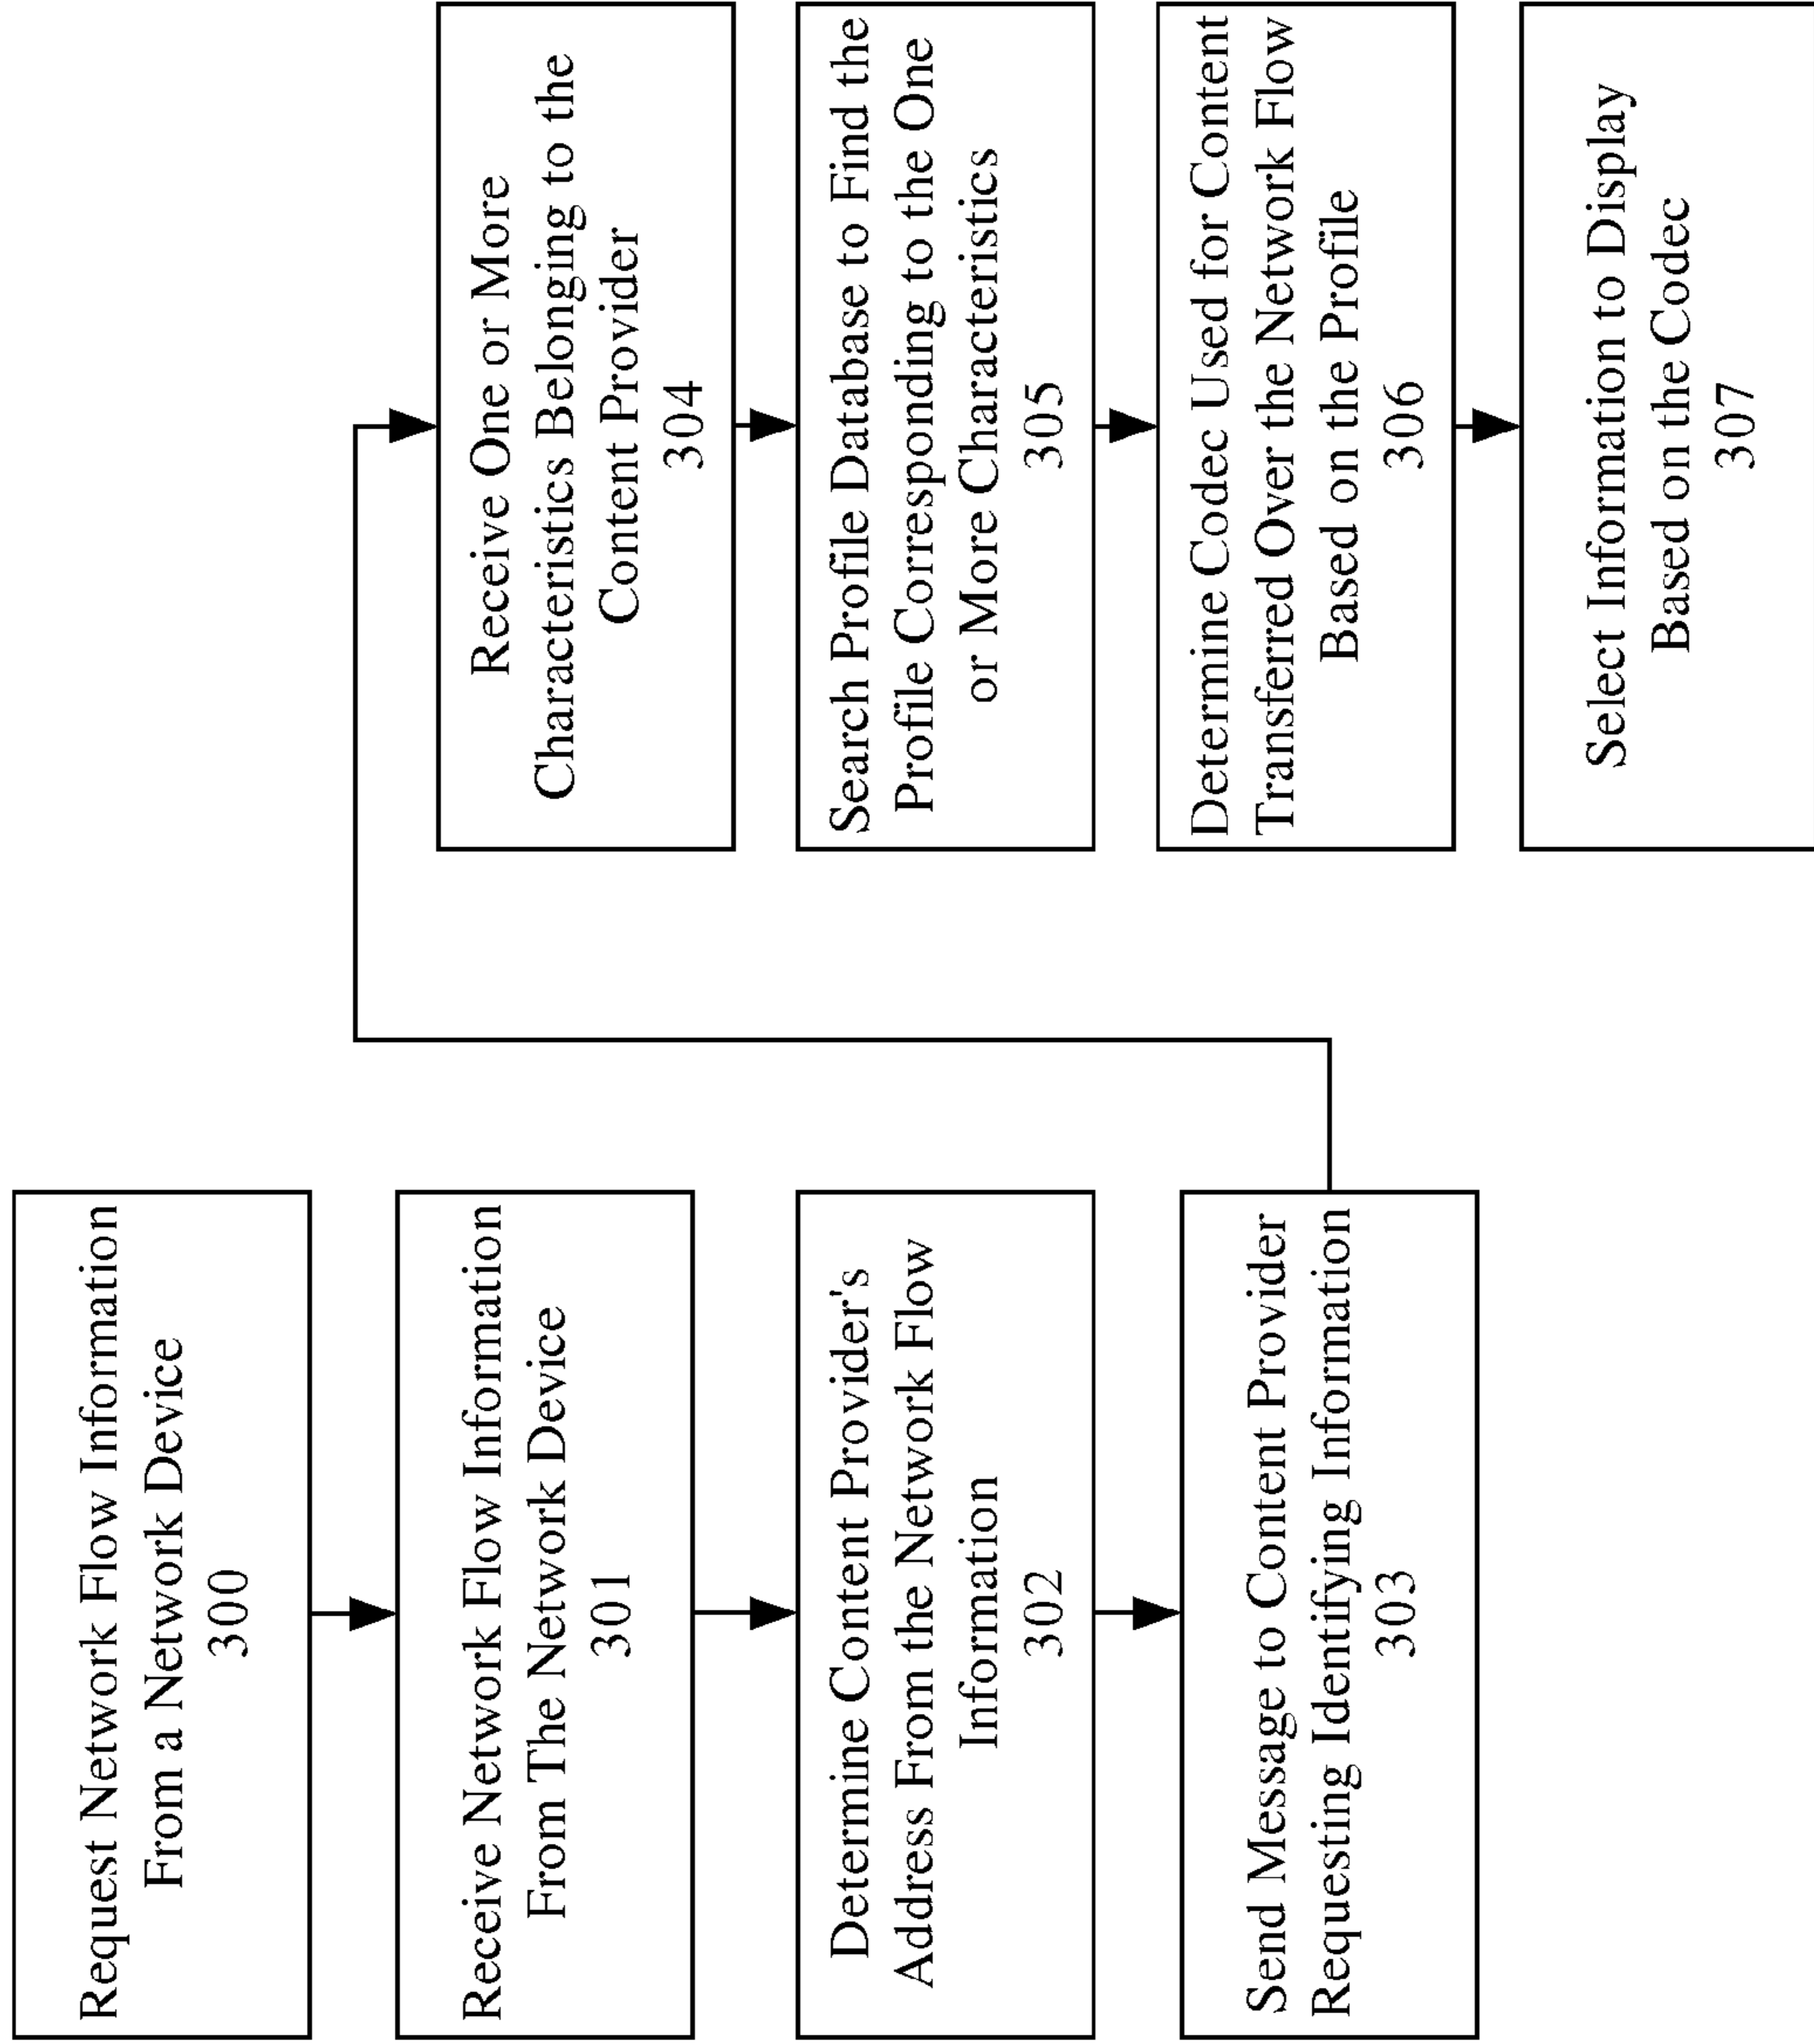 Request Network Flow Information
From a Network Device
300
Receive Network Flow Information
From The Network Device
301
Determine Content Provider's
Address From the Network Flow
Information
302
Send Message to Content Provider
Requesting Identifying Information
303
Receive One or More
Characteristics Belonging to the
Content Provider
304
Search Profile Database to Find the
Profile Corresponding to the One
or More Characteristics
305
Determine Codec Used for Content
Transferred Over the Network Flow
Based on the Profile
306
Select Information to Display
Based on the Codec
307